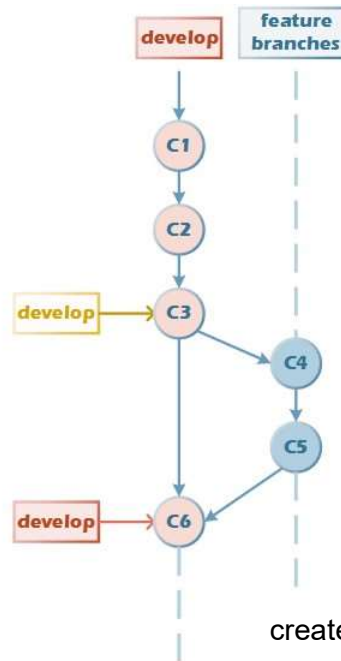 develop
feature
branches
C1
C2
develop
C3
C4
C5
develop
C6
create